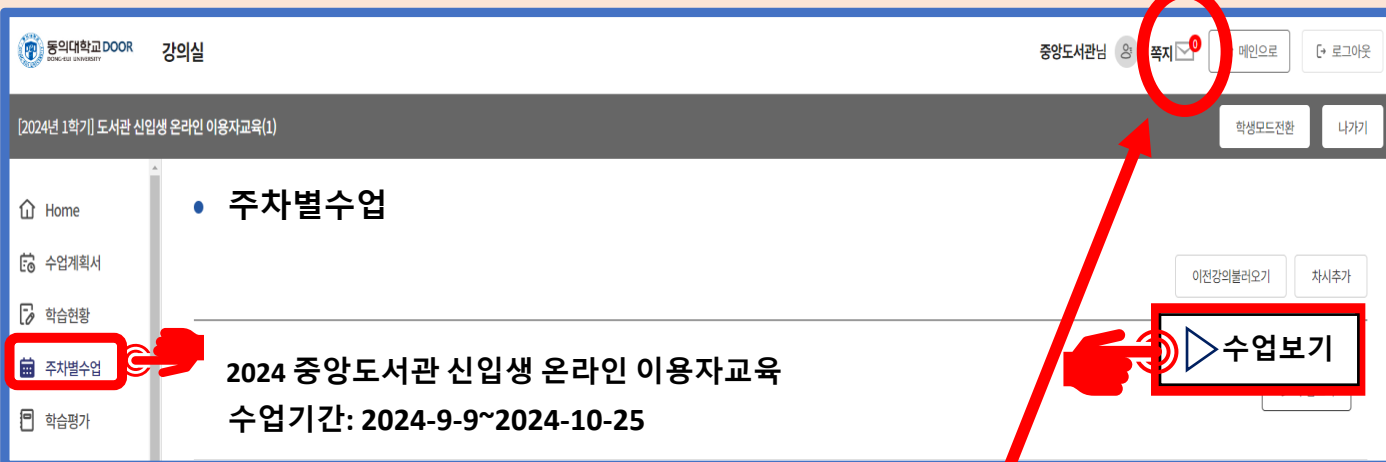 동의대학교 DOOR
DONG-EUI UNIVERSITY
강의실
중앙도서관님
쪽지
0
메인으로
로그아웃
[2024년 1학기] 도서관 신입생 온라인 이용자교육(1)
학생모드전환
나가기
Home
• 주차별수업
수업계획서
이전강의불러오기
차시추가
학습현황
수업보기
주차별수업
2024 중앙도서관 신입생 온라인 이용자교육
학습평가
수업기간: 2024-9-9~2024-10-25